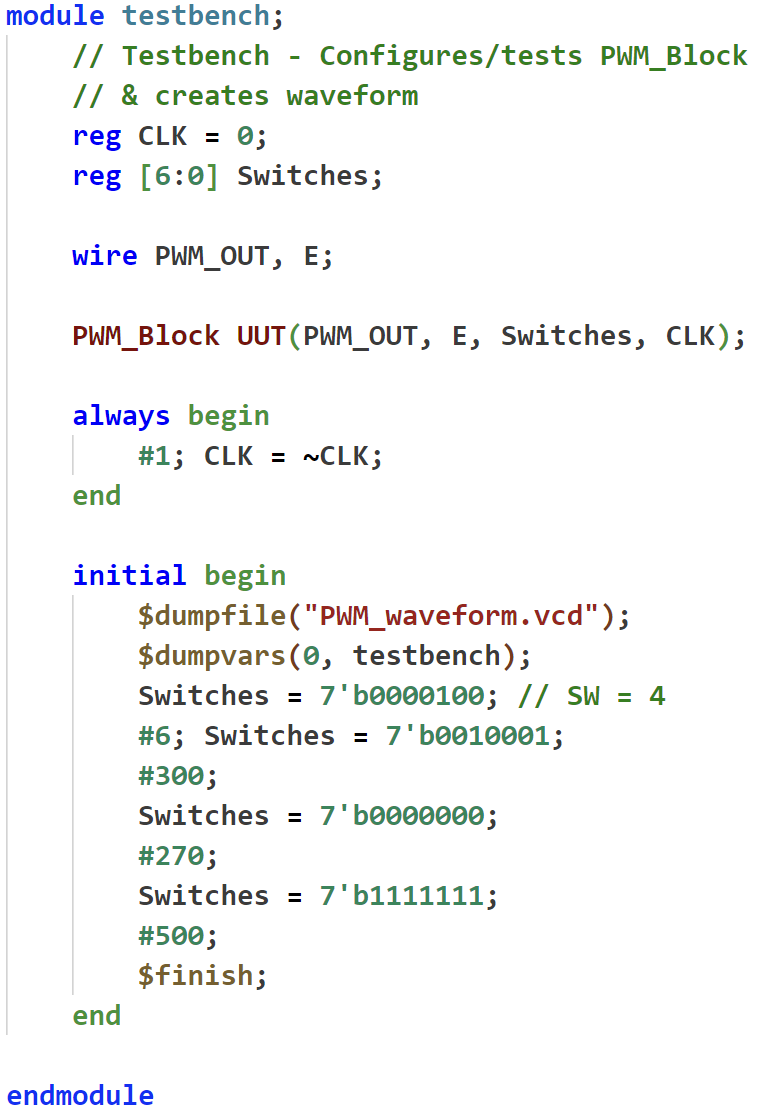 module testbench;
// Testbench - Configures/tests PWM_Block
// & creates waveform
reg CLK = 0;
reg [6:0] Switches;
wire PWM_OUT, E;
PWM_Block UUT(PWM_OUT, E, Switches, CLK);
always begin
#1; CLK = ~CLK;
end
initial begin
$dumpfile("PWM_waveform.vcd");
$dumpvars(0, testbench);
Switches = 7'b0000100; // SW = 4
#6; Switches = 7'b0010001;
#300;
Switches = 7'b0000000;
#270;
Switches = 7'b1111111;
#500;
$finish;
end
endmodule